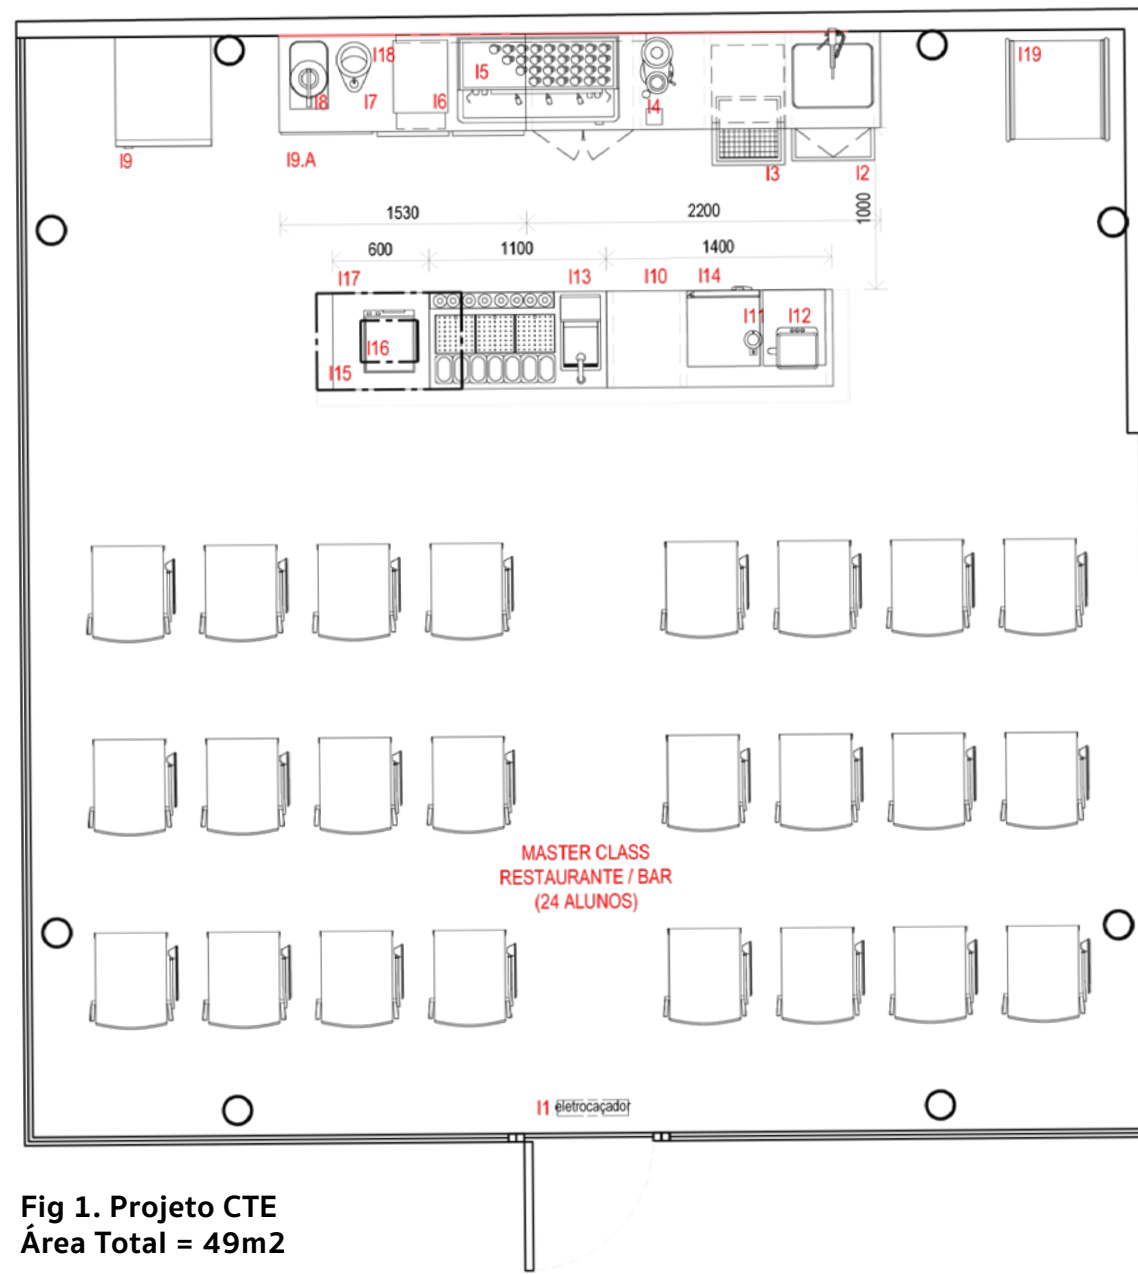 I18
I19
I5
I8
I7
I6
I4
I9
I9.A
I3
I2
1530
2200
1000
600
1100
1400
I17
I13
I10
I14
I11
I12
I16
I15
MASTER CLASS
RESTAURANTE / BAR
(24 ALUNOS)
I1 eletrocaçador
Fig 1. Projeto CTE
Área Total = 49m2